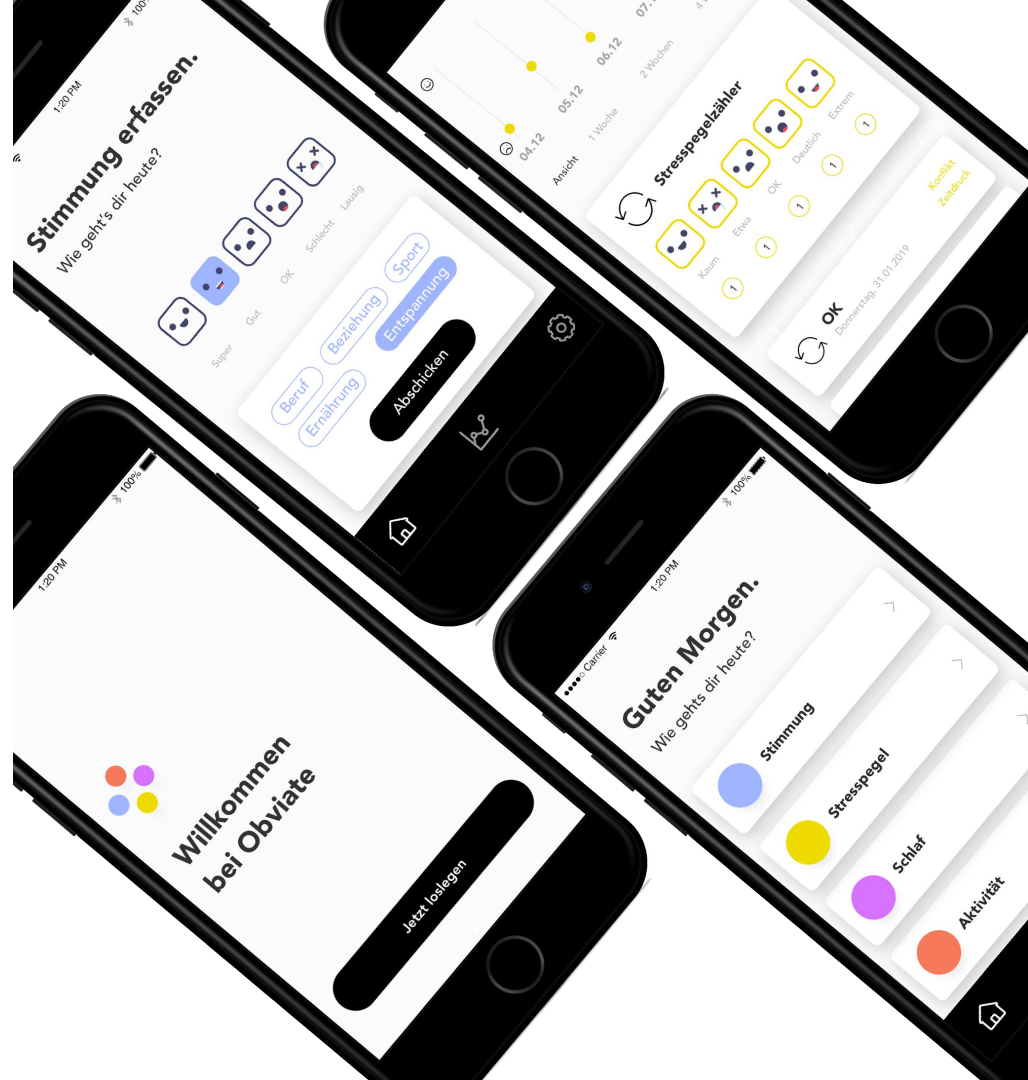 100%
1:20 PM
Stimmung erfassen.
Wie geht's dir heute?
Super
Gut
OK
Schlecht
Lausig
Beruf
Beziehung
Sport
Ernährung
Entspannung
Abschicken
04.12
05.12
06.12
Ansicht
1 Woche
2 Wochen
Stresspegelzähler
Kaum
Etwa
OK
Deutlich
Extrem
1
1
1
1
1
OK
Donnerstag, 31.01.2019
Konflikt
Zeitdruck
1:20 PM
100%
Willkommen
bei Obviate
Jetzt loslegen
Carrier
1:20 PM
100%
Guten Morgen.
Wie gehts dir heute?
Stimmung
Stresspegel
Schlaf
Aktivität